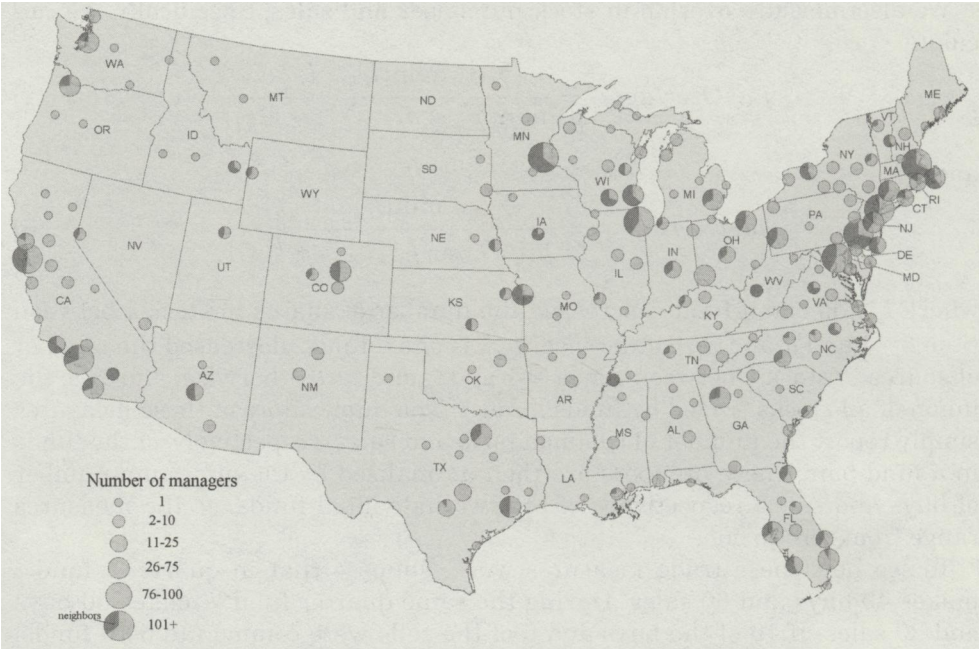 WA
MT
ND
MN
ME
VT
OR
ID
NH
NY
SD
WI
MI
MA
WY
RI
CT
IA
PA
NV
NE
NJ
OH
UT
IN
IL
DE
WV
MD
CO
CA
VA
KS
MO
KY
NC
TN
AZ
NM
OK
AR
SC
MS
AL
GA
Number of managers
TX
LA
1
2-10
FL
11-25
26-75
76-100
neighbors
101+